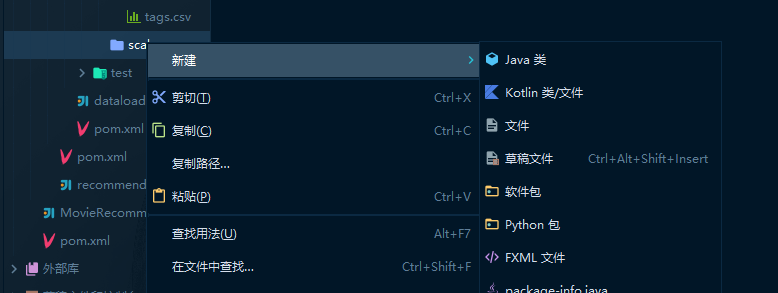 tags.csv
scal
test
dataload
pom.xml
pom.xml
recommend
MovieRecomm
pom.xml
外部库
新建
剪切(T) Ctrl+X
复制(C) Ctrl+C
复制路径...
粘贴(P) Ctrl+V
查找用法(U) Alt+F7
在文件中查找... Ctrl+Shift+F
Java 类
Kotlin 类/文件
文件
草稿文件 Ctrl+Alt+Shift+Insert
软件包
Python 包
FXML 文件
package-info.java